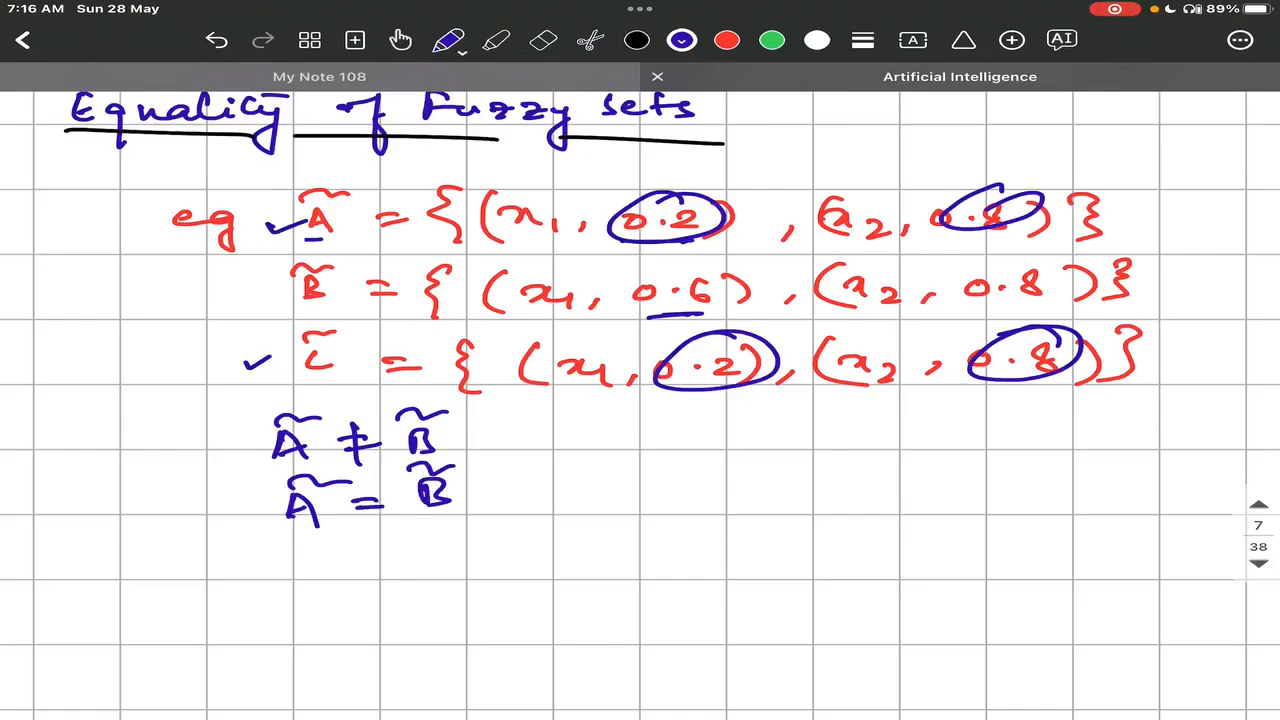 7:16 AM Sun 28 May 89%
My Note 108 Artificial Intelligence
Equality of Fuzzy sets
eg Ã = {(x₁, 0.2), (x₂, 0.8)}
B̃ = {(x₁, 0.6), (x₂, 0.8)}
C̃ = {(x₁, 0.2), (x₂, 0.8)}
Ã ≠ B̃
Ã = B̃
7
38